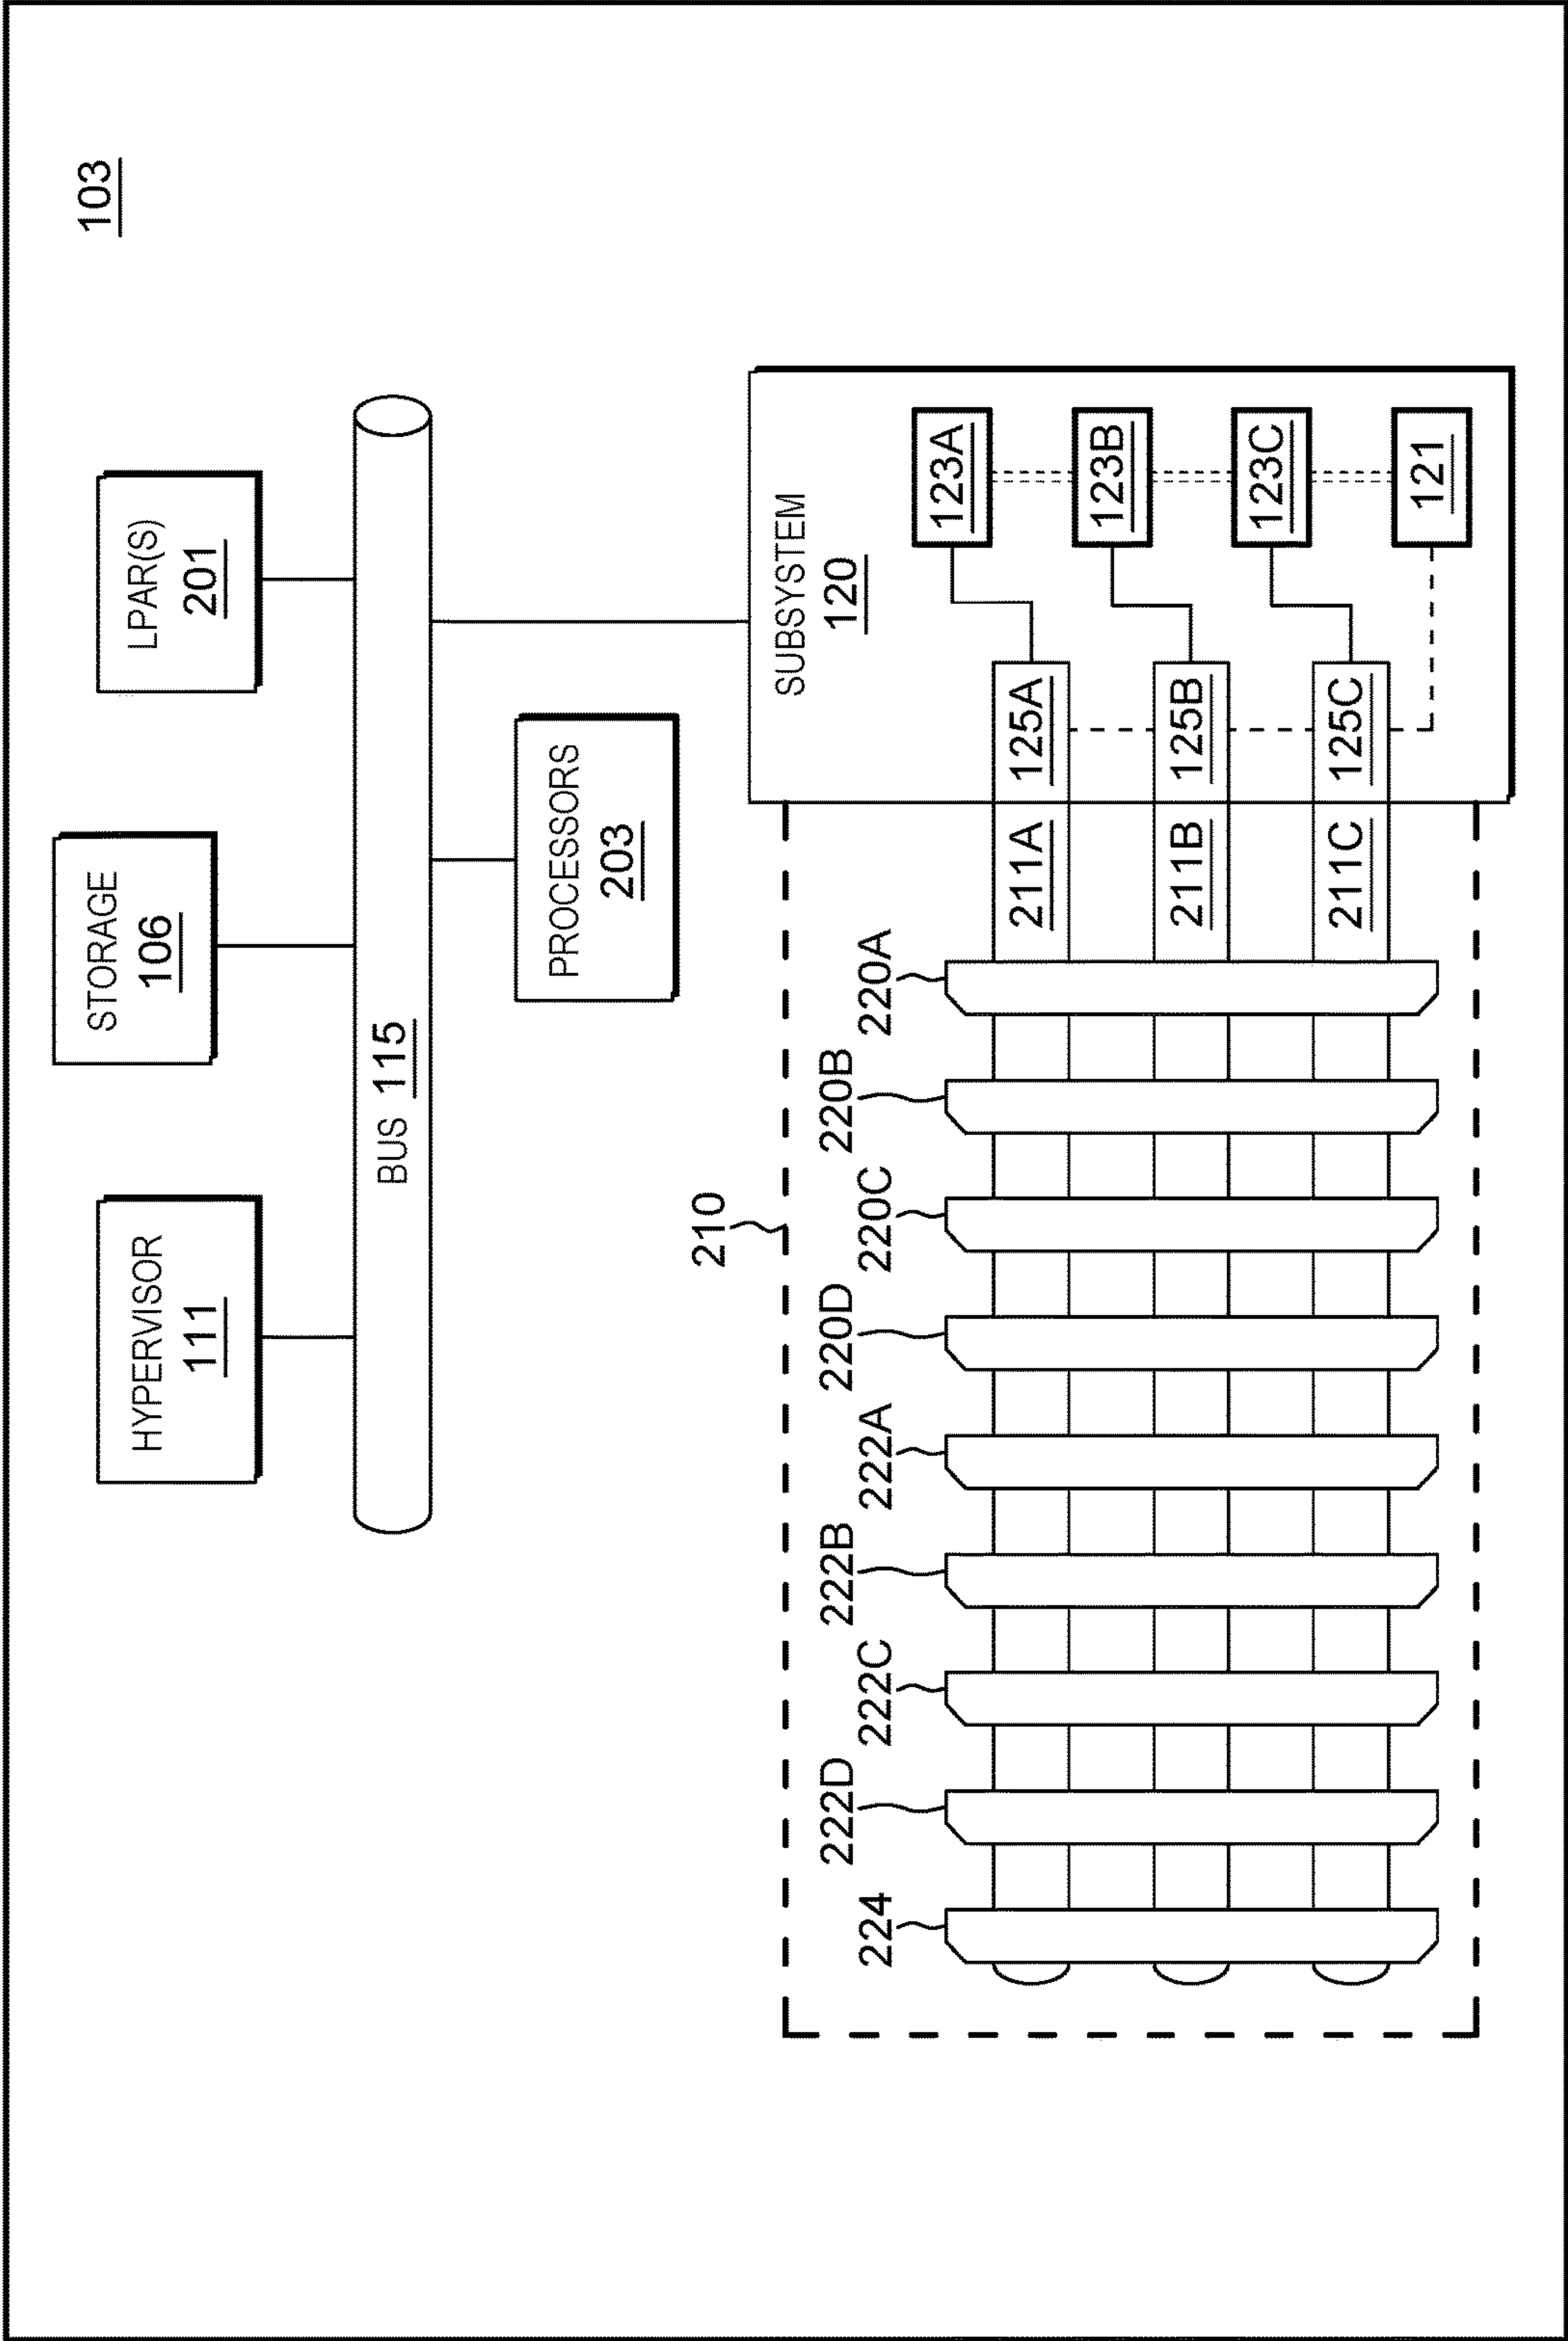 103
HYPERVISOR
111
STORAGE
106
LPAR(S)
201
BUS 115
PROCESSORS
203
210
SUBSYSTEM
120
224
222D
222C
222B
222A
220D
220C
220B
220A
211A
125A
123A
211B
125B
123B
211C
125C
123C
121